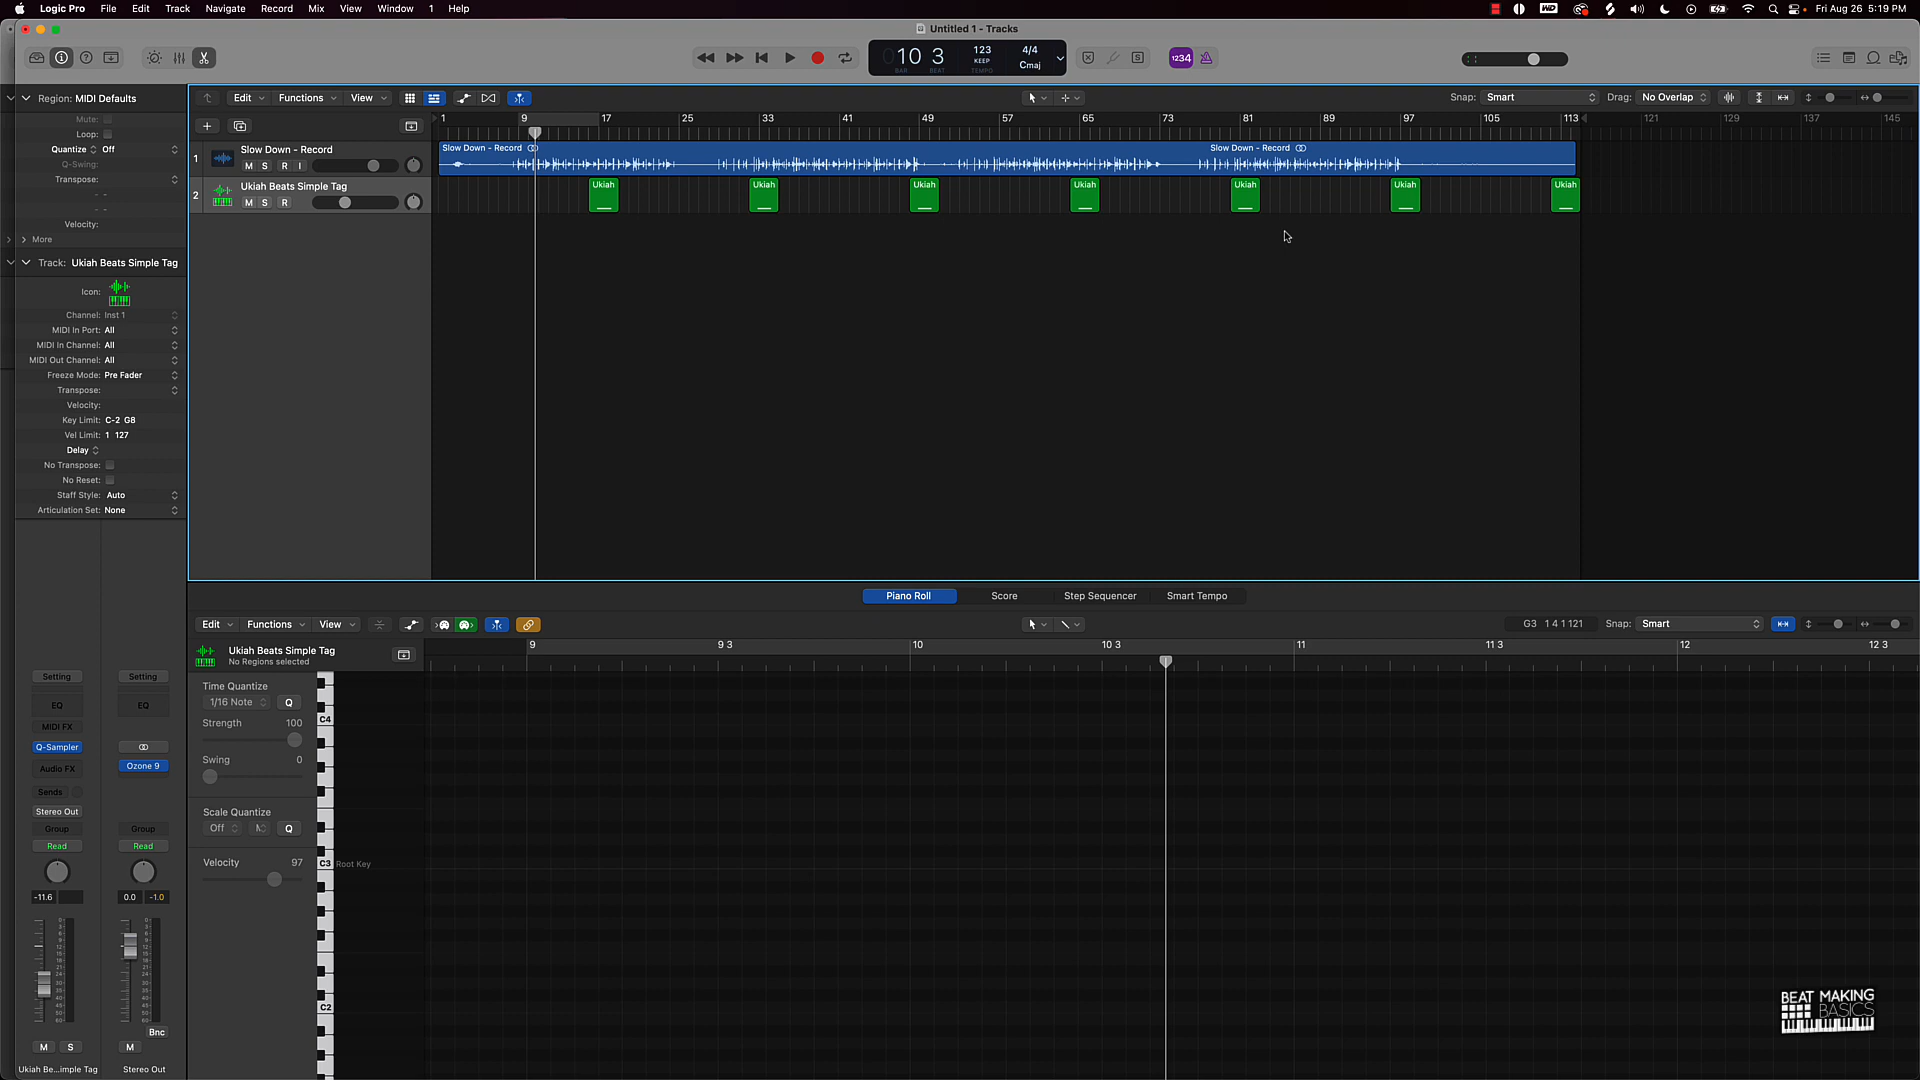 Logic Pro File Edit Track Navigate Record Mix View Window 1 Help Fri Aug 26 5:19 PM
Untitled 1 - Tracks
10 3 123 4/4
KEEP Cmaj
BAR BEAT TEMPO
1234
Region: MIDI Defaults
Mute:
Loop:
Quantize Off
Q-Swing:
Transpose:
Velocity:
More
Track: Ukiah Beats Simple Tag
Icon:
Channel: Inst 1
MIDI In Port: All
MIDI In Channel: All
MIDI Out Channel: All
Freeze Mode: Pre Fader
Transpose:
Velocity:
Key Limit: C-2 G8
Vel Limit: 1 127
Delay
No Transpose:
No Reset:
Staff Style: Auto
Articulation Set: None
Edit Functions View Snap: Smart Drag: No Overlap
1 9 17 25 33 41 49 57 65 73 81 89 97 105 113 121 129 137 145
1 Slow Down - Record
M S R I
Slow Down - Record Slow Down - Record
2 Ukiah Beats Simple Tag
M S R
Ukiah Ukiah Ukiah Ukiah Ukiah Ukiah Ukiah
Piano Roll Score Step Sequencer Smart Tempo
Edit Functions View G3 1 4 1 121 Snap: Smart
9 9 3 10 10 3 11 11 3 12 12 3
Ukiah Beats Simple Tag
No Regions selected
Time Quantize
1/16 Note Q
Strength 100
Swing 0
Scale Quantize
Off Q
Velocity 97
C4
C3 Root Key
C2
Setting Setting
EQ EQ
MIDI FX
Q-Sampler
Audio FX Ozone 9
Sends
Stereo Out
Group Group
Read Read
-11.6 0.0 -1.0
Bnc
M S M
Ukiah Be...imple Tag Stereo Out
BEAT MAKING
BASICS